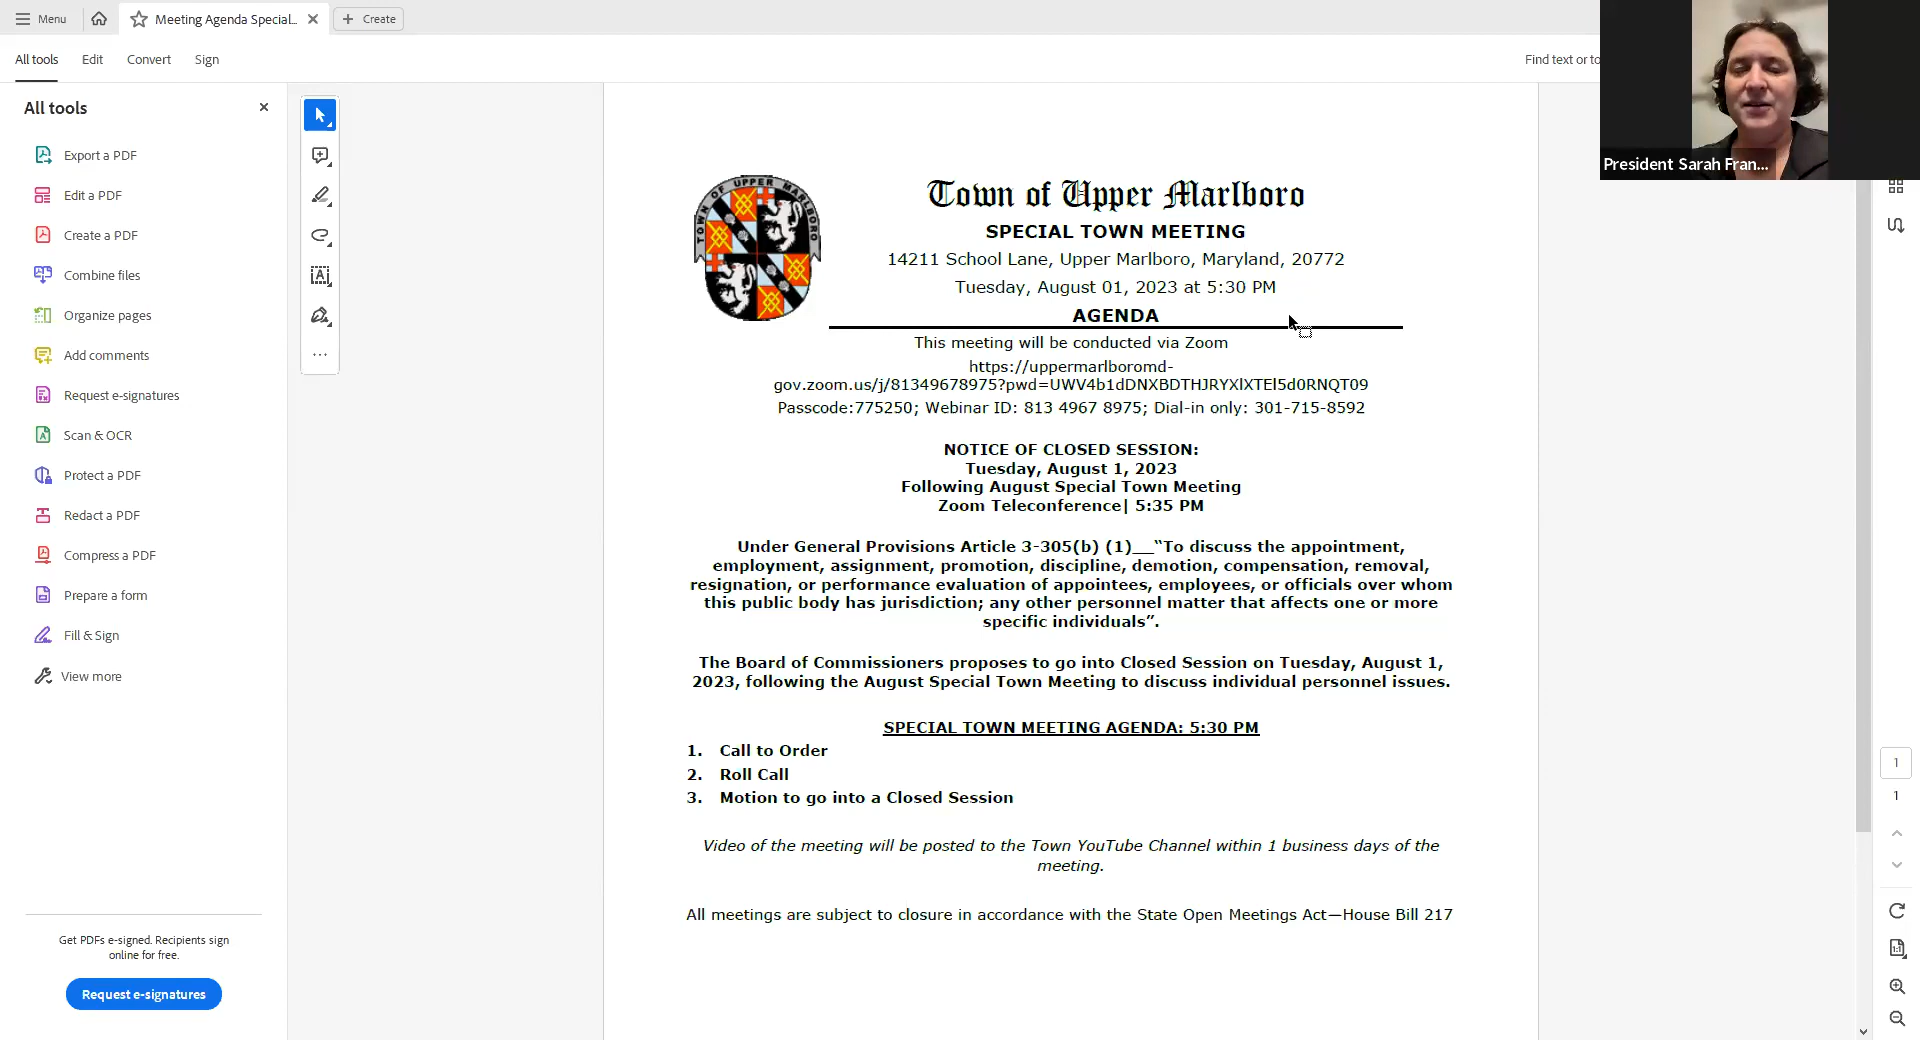 Menu
Meeting Agenda Special...
Create
All tools
Edit
Convert
Sign
Find text or to
President Sarah Fran...
All tools
Export a PDF
Edit a PDF
Create a PDF
Combine files
Organize pages
Add comments
Request e-signatures
Scan & OCR
Protect a PDF
Redact a PDF
Compress a PDF
Prepare a form
Fill & Sign
View more
Get PDFs e-signed. Recipients sign
online for free.
Request e-signatures
TOWN OF UPPER MARLBORO
Town of Upper Marlboro
SPECIAL TOWN MEETING
14211 School Lane, Upper Marlboro, Maryland, 20772
Tuesday, August 01, 2023 at 5:30 PM
AGENDA
This meeting will be conducted via Zoom
https://uppermarlboromd-
gov.zoom.us/j/81349678975?pwd=UWV4b1dDNXBDTHJRYXlXTEl5d0RNQT09
Passcode:775250; Webinar ID: 813 4967 8975; Dial-in only: 301-715-8592
NOTICE OF CLOSED SESSION:
Tuesday, August 1, 2023
Following August Special Town Meeting
Zoom Teleconference| 5:35 PM
Under General Provisions Article 3-305(b) (1)__“To discuss the appointment,
employment, assignment, promotion, discipline, demotion, compensation, removal,
resignation, or performance evaluation of appointees, employees, or officials over whom
this public body has jurisdiction; any other personnel matter that affects one or more
specific individuals”.
The Board of Commissioners proposes to go into Closed Session on Tuesday, August 1,
2023, following the August Special Town Meeting to discuss individual personnel issues.
SPECIAL TOWN MEETING AGENDA: 5:30 PM
1. Call to Order
2. Roll Call
3. Motion to go into a Closed Session
Video of the meeting will be posted to the Town YouTube Channel within 1 business days of the
meeting.
All meetings are subject to closure in accordance with the State Open Meetings Act—House Bill 217
1
1